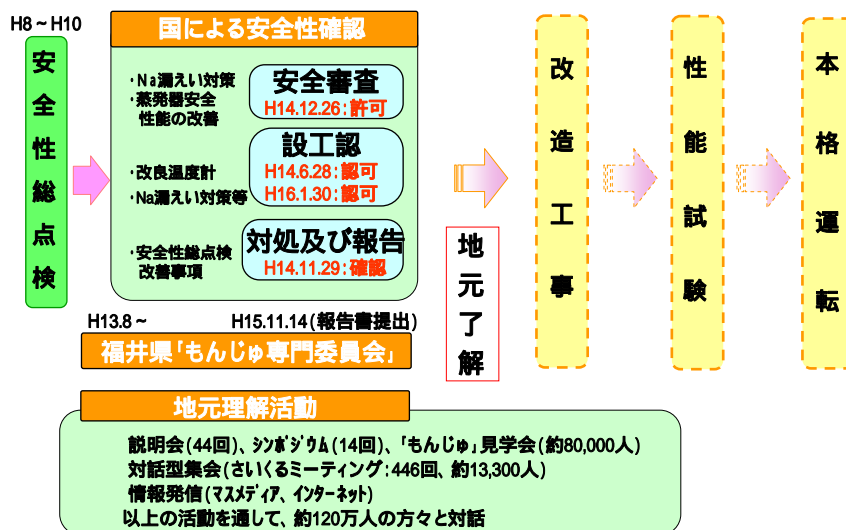 H8～H10
安全性総点検
国による安全性確認
･Na漏えい対策
･蒸発器安全
性能の改善
安全審査
H14.12.26：許可
･改良温度計
･Na漏えい対策等
設工認
H14.6.28：認可
H16.1.30：認可
･安全性総点検
改善事項
対処及び報告
H14.11.29：確認
H13.8～
H15.11.14（報告書提出）
福井県「もんじゅ専門委員会」
地元了解
改造工事
性能試験
本格運転
地元理解活動
説明会（44回）、ｼﾝﾎﾟｼﾞｳﾑ（14回）、「もんじゅ」見学会（約80,000人）
対話型集会（さいくるミーティング：446回、約13,300人）
情報発信（ﾏｽﾒﾃﾞｨｱ、ｲﾝﾀｰﾈｯﾄ）
以上の活動を通して、約120万人の方々と対話